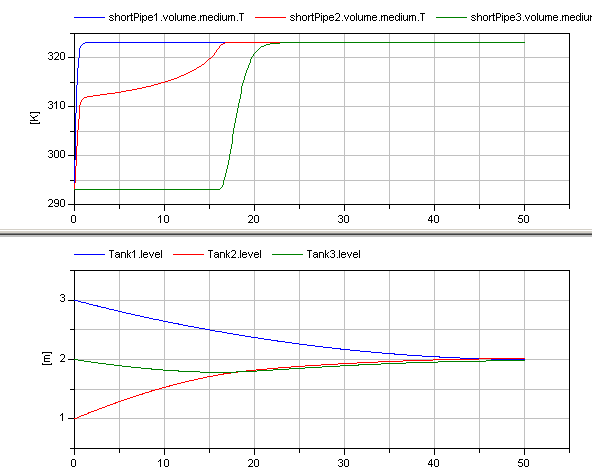 shortPipe1.volume.medium.T shortPipe2.volume.medium.T shortPipe3.volume.mediu
320
310
[K]
300
290
0 10 20 30 40 50
Tank1.level Tank2.level Tank3.level
3
[m]
2
1
0 10 20 30 40 50